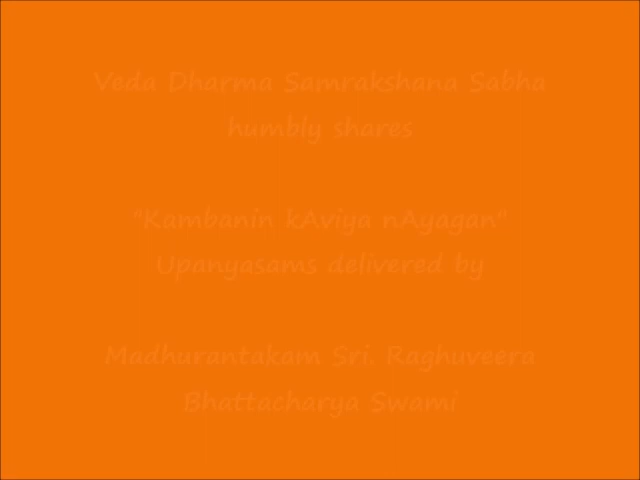 Veda Dharma Samrakshana Sabha
humbly shares
"Kambanin kAviya nAyagan"
Upanyasams delivered by
Madhurantakam Sri. Raghuveera
Bhattacharya Swami